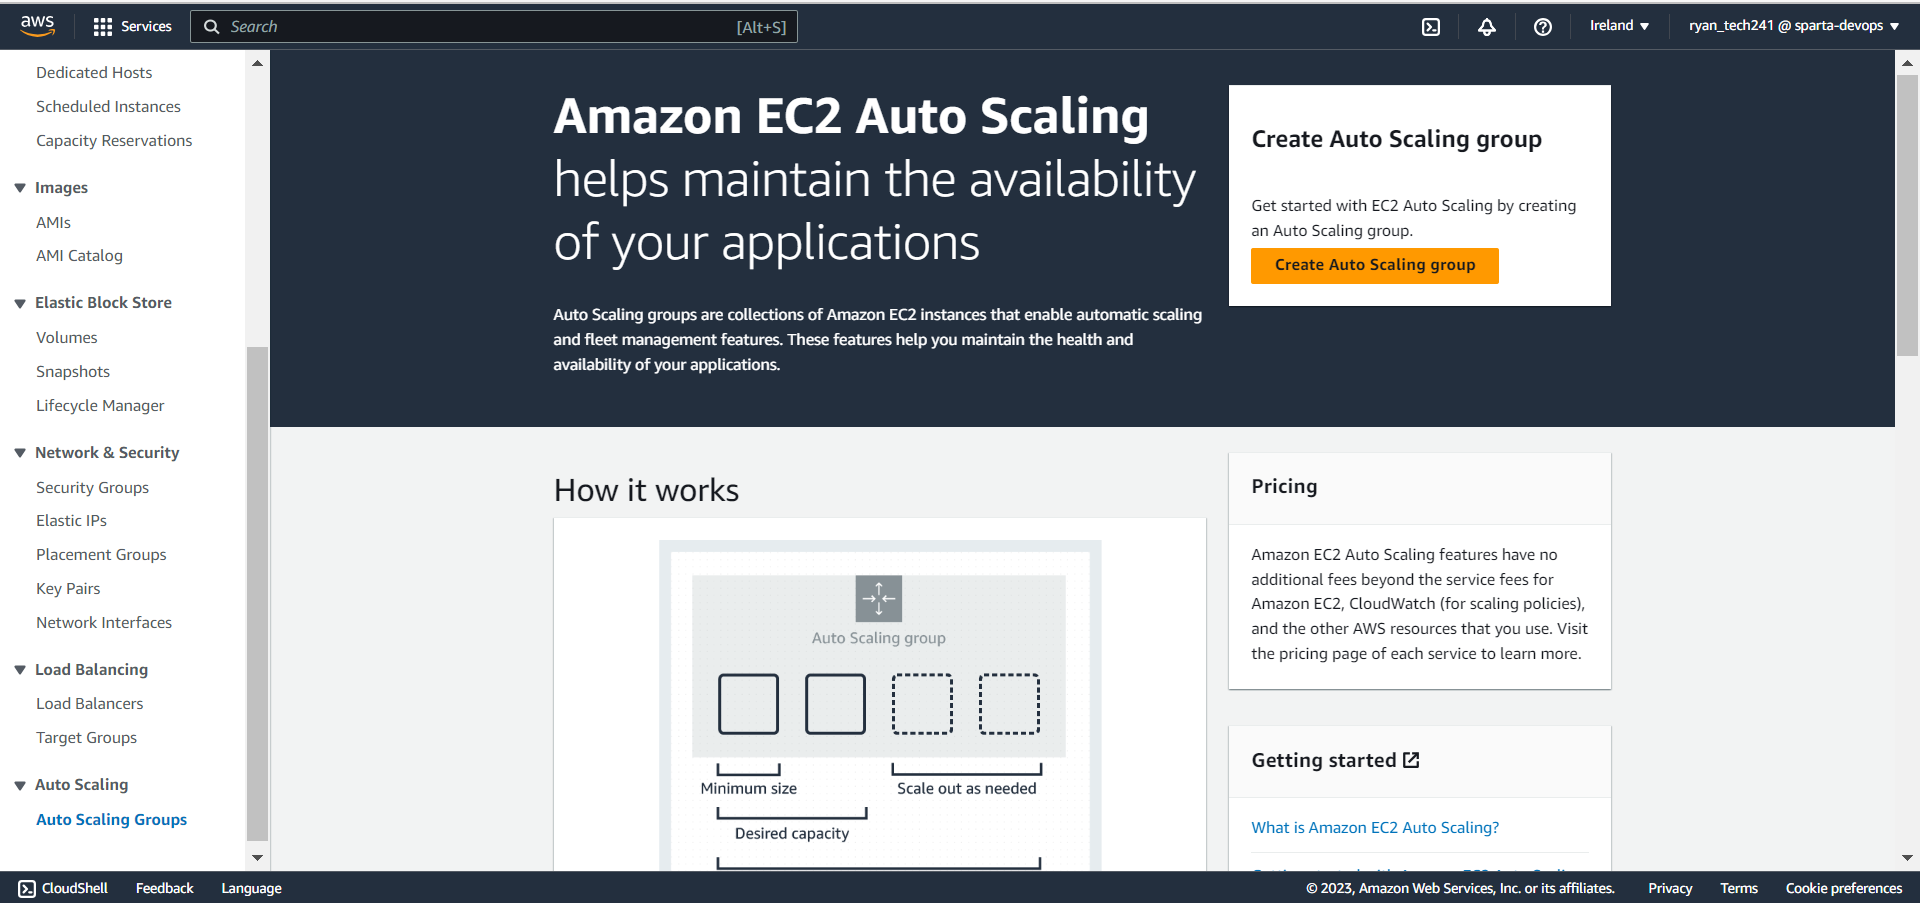 aws
Services
Search
[Alt+S]
Ireland
ryan_tech241 @ sparta-devops
Dedicated Hosts
Scheduled Instances
Capacity Reservations
Images
AMIs
AMI Catalog
Elastic Block Store
Volumes
Snapshots
Lifecycle Manager
Network & Security
Security Groups
Elastic IPs
Placement Groups
Key Pairs
Network Interfaces
Load Balancing
Load Balancers
Target Groups
Auto Scaling
Auto Scaling Groups
Amazon EC2 Auto Scaling
helps maintain the availability
of your applications
Auto Scaling groups are collections of Amazon EC2 instances that enable automatic scaling
and fleet management features. These features help you maintain the health and
availability of your applications.
Create Auto Scaling group
Get started with EC2 Auto Scaling by creating
an Auto Scaling group.
Create Auto Scaling group
How it works
Auto Scaling group
Minimum size
Scale out as needed
Desired capacity
Pricing
Amazon EC2 Auto Scaling features have no
additional fees beyond the service fees for
Amazon EC2, CloudWatch (for scaling policies),
and the other AWS resources that you use. Visit
the pricing page of each service to learn more.
Getting started
What is Amazon EC2 Auto Scaling?
CloudShell
Feedback
Language
© 2023, Amazon Web Services, Inc. or its affiliates.
Privacy
Terms
Cookie preferences